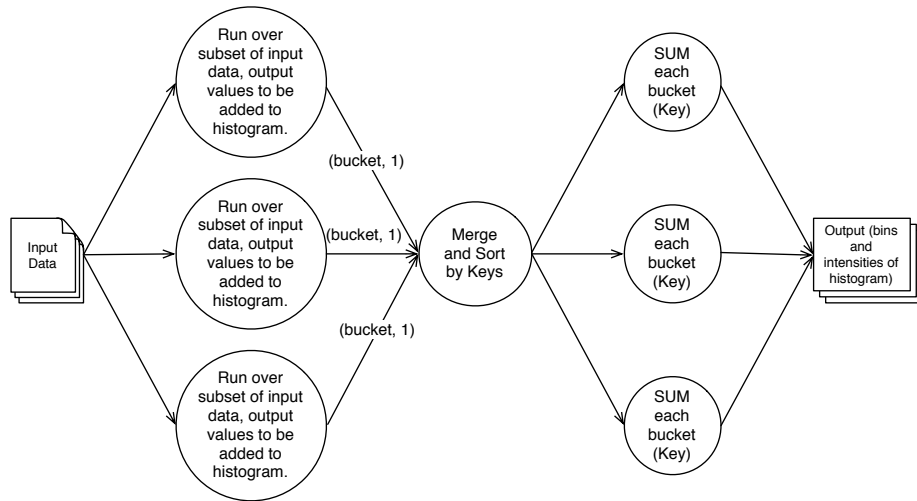 Input
Data
Run over
subset of input
data, output
values to be
added to
histogram.
Run over
subset of input
data, output
values to be
added to
histogram.
Run over
subset of input
data, output
values to be
added to
histogram.
(bucket, 1)
(bucket, 1)
(bucket, 1)
Merge
and Sort
by Keys
SUM
each
bucket
(Key)
SUM
each
bucket
(Key)
SUM
each
bucket
(Key)
Output (bins
and
intensities of
histogram)